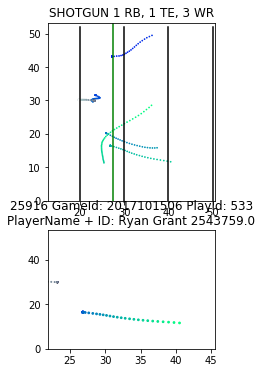 SHOTGUN 1 RB, 1 TE, 3 WR
50
40
30
20
10
0
20 30 40 50
25916 GameId: 2017101506 PlayId: 533
PlayerName + ID: Ryan Grant 2543759.0
40
20
0
25 30 35 40 45